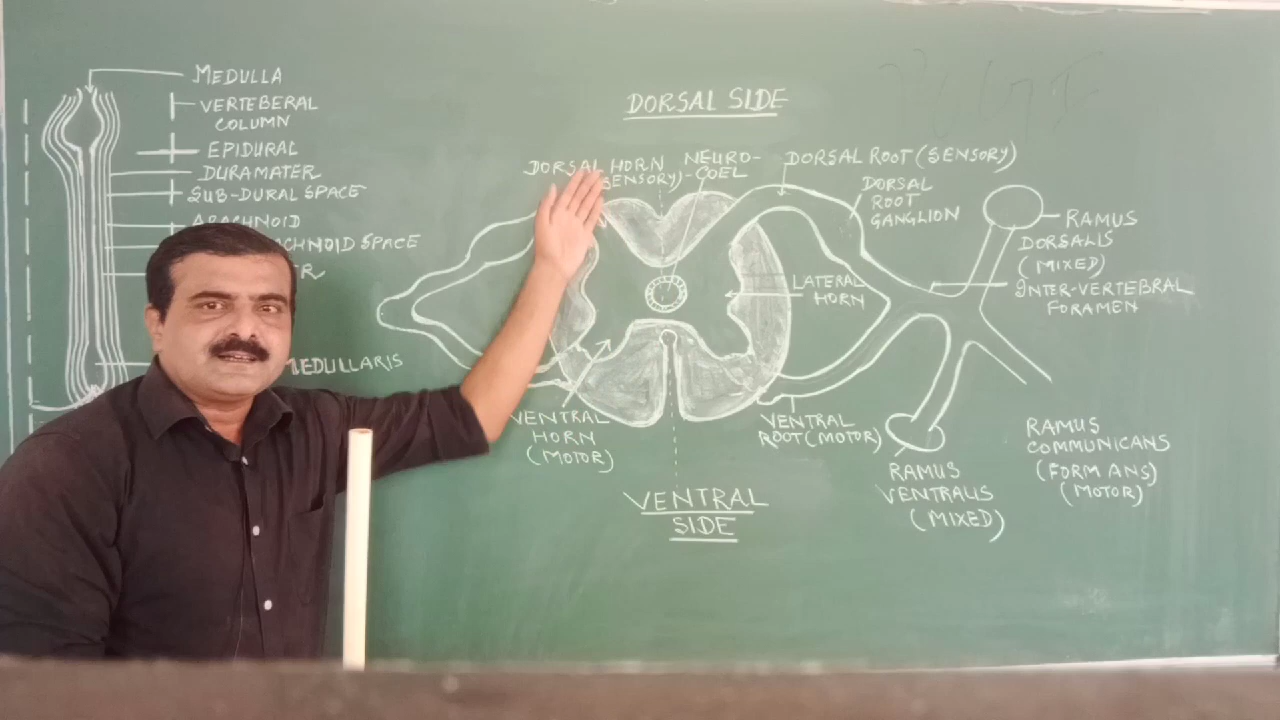 MEDULLA
VERTEBERAL
COLUMN
EPIDURAL
DURAMATER
SUB-DURAL SPACE
ARACHNOID
SPACE
MEDULLARIS
DORSAL SIDE
DORSAL HORN
(SENSORY)
NEURO-
COEL
DORSAL ROOT (SENSORY)
DORSAL
ROOT
GANGLION
LATERAL
HORN
RAMUS
DORSALIS
(MIXED)
INTER-VERTEBRAL
FORAMEN
VENTRAL
HORN
(MOTOR)
VENTRAL
ROOT (MOTOR)
RAMUS
VENTRALIS
(MIXED)
RAMUS
COMMUNICANS
(FORM ANS)
(MOTOR)
VENTRAL
SIDE